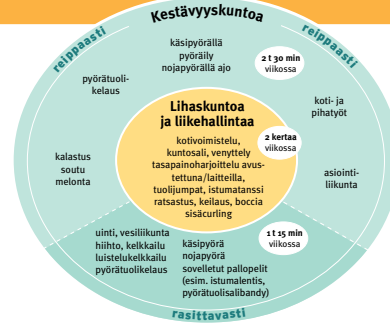 Kestävyyskuntoa
reippaasti
reippaasti
käsipyörällä
pyöräily
nojapyörällä ajo
2 t 30 min
viikossa
pyörätuoli-
kelaus
Lihaskuntoa
ja liikehallintaa
kotivoimistelu,
kuntosali, venyttely
tasapainoharjoittelu avus-
tettuna/laitteilla,
tuolijumpat, istumatanssi
ratsastus, keilaus, boccia
sisäcurling
2 kertaa
viikossa
koti- ja
pihatyöt
kalastus
soutu
melonta
asiointi-
liikunta
uinti, vesiliikunta
hiihto, kelkkailu
luistelukelkkailu
pyörätuolikelaus
käsipyörä
nojapyörä
sovelletut pallopelit
(esim. istumalentis,
pyörätuolisalibandy)
1 t 15 min
viikossa
rasittavasti